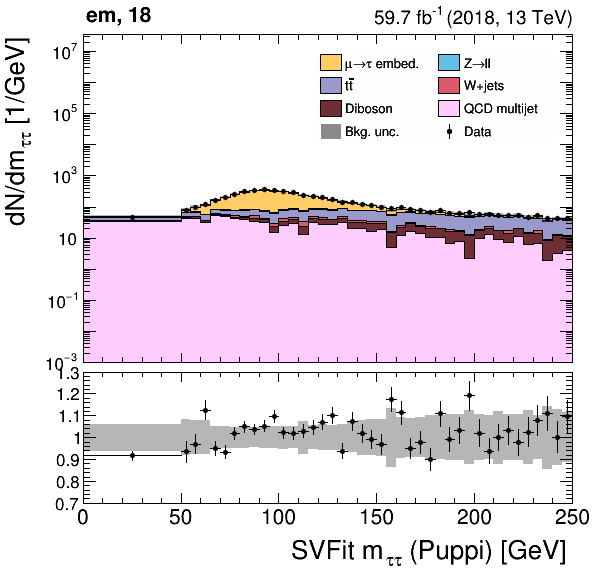 em, 18
59.7 fb⁻¹ (2018, 13 TeV)
dN/dmττ [1/GeV]
10⁷
10⁵
10³
10
10⁻¹
10⁻³
μ→τ embed.
Z→ll
tt̄
W+jets
Diboson
QCD multijet
Bkg. unc.
Data
1.3
1.2
1.1
1
0.9
0.8
0.7
0 50 100 150 200 250
SVFit mττ (Puppi) [GeV]